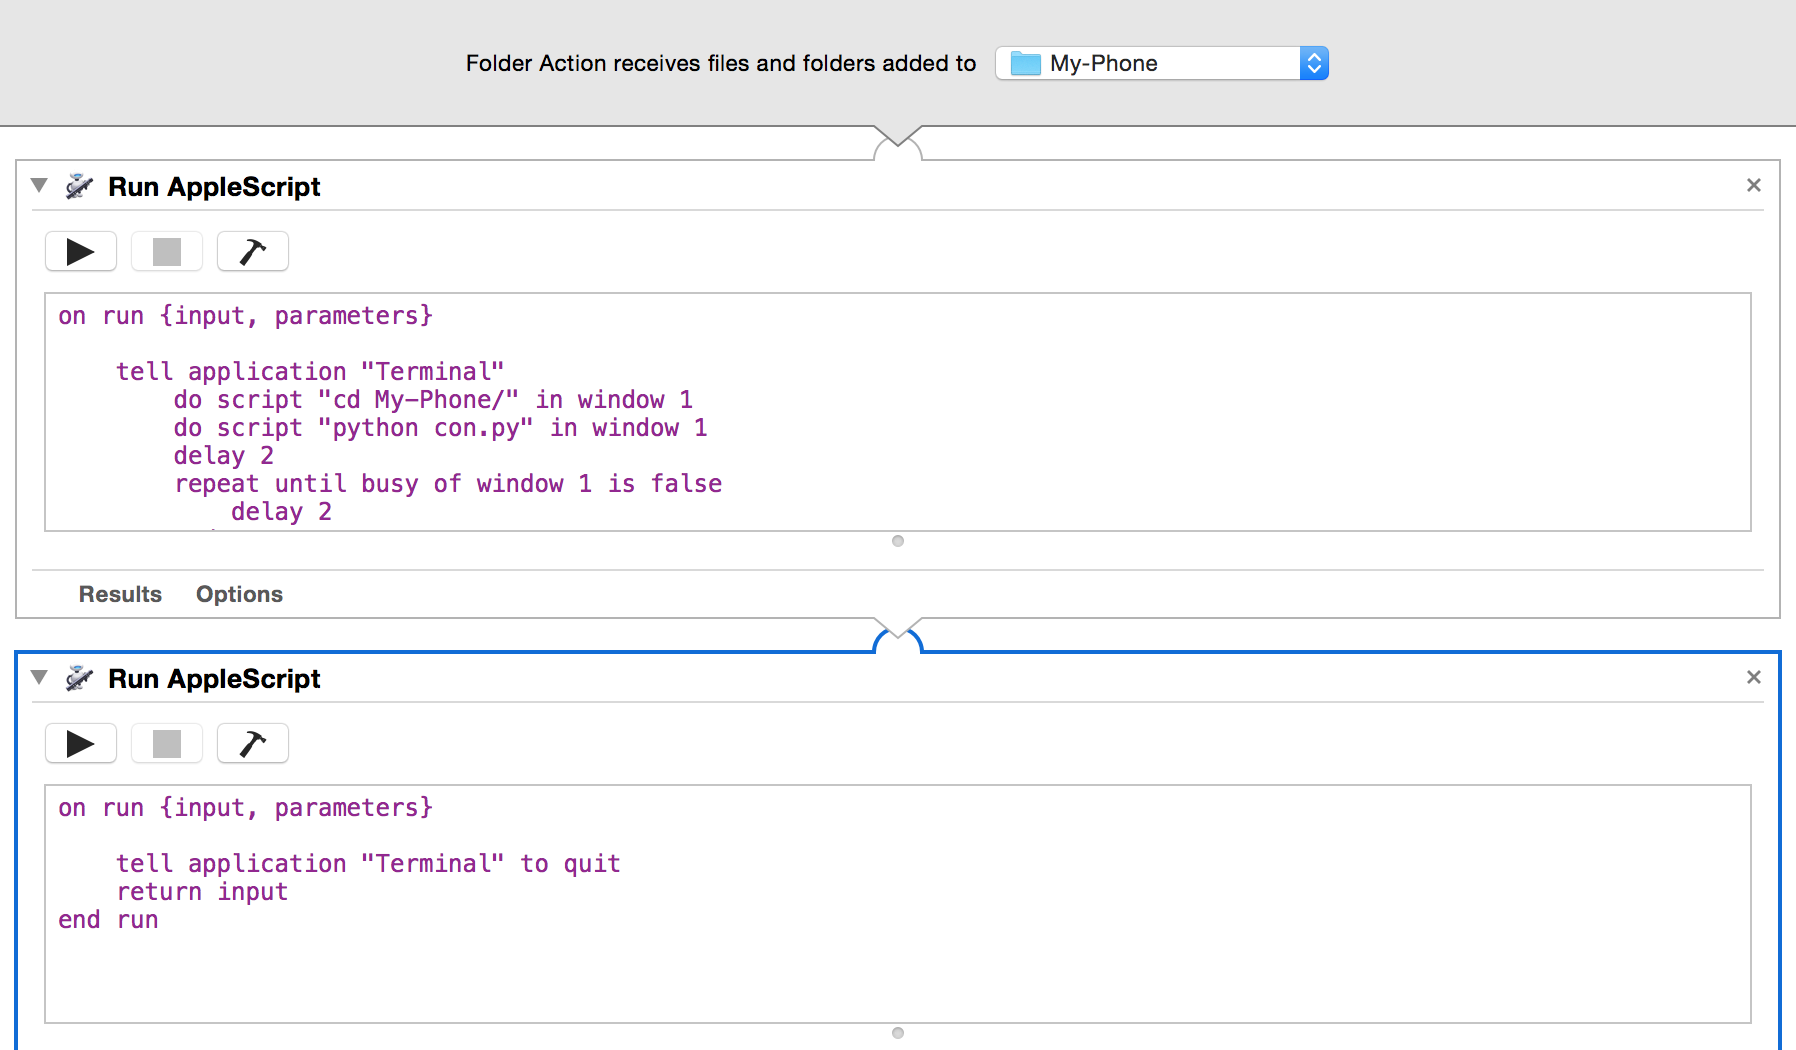 Folder Action receives files and folders added to My-Phone
Run AppleScript
on run {input, parameters}
tell application "Terminal"
do script "cd My-Phone/" in window 1
do script "python con.py" in window 1
delay 2
repeat until busy of window 1 is false
delay 2
Results Options
Run AppleScript
on run {input, parameters}
tell application "Terminal" to quit
return input
end run